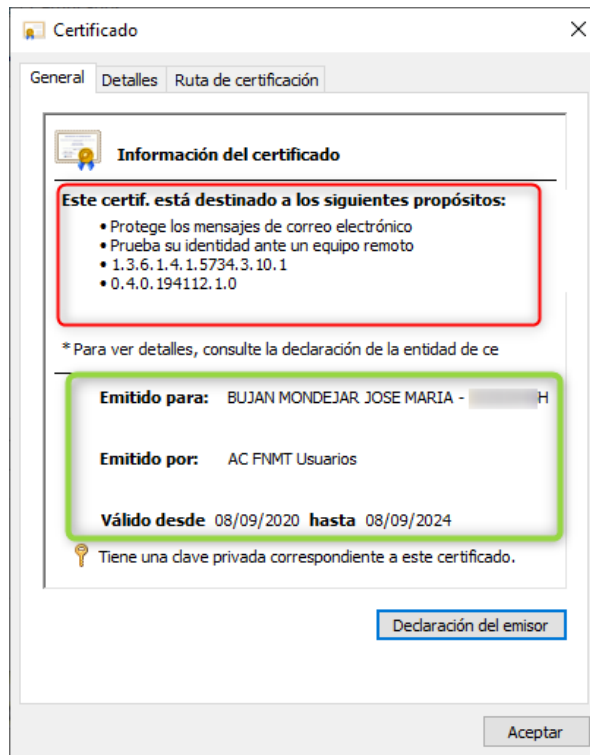 Certificado
General Detalles Ruta de certificación
Información del certificado
Este certif. está destinado a los siguientes propósitos:
• Protege los mensajes de correo electrónico
• Prueba su identidad ante un equipo remoto
• 1.3.6.1.4.1.5734.3.10.1
• 0.4.0.194112.1.0
* Para ver detalles, consulte la declaración de la entidad de ce
Emitido para: BUJAN MONDEJAR JOSE MARIA - H
Emitido por: AC FNMT Usuarios
Válido desde 08/09/2020 hasta 08/09/2024
Tiene una clave privada correspondiente a este certificado.
Declaración del emisor
Aceptar